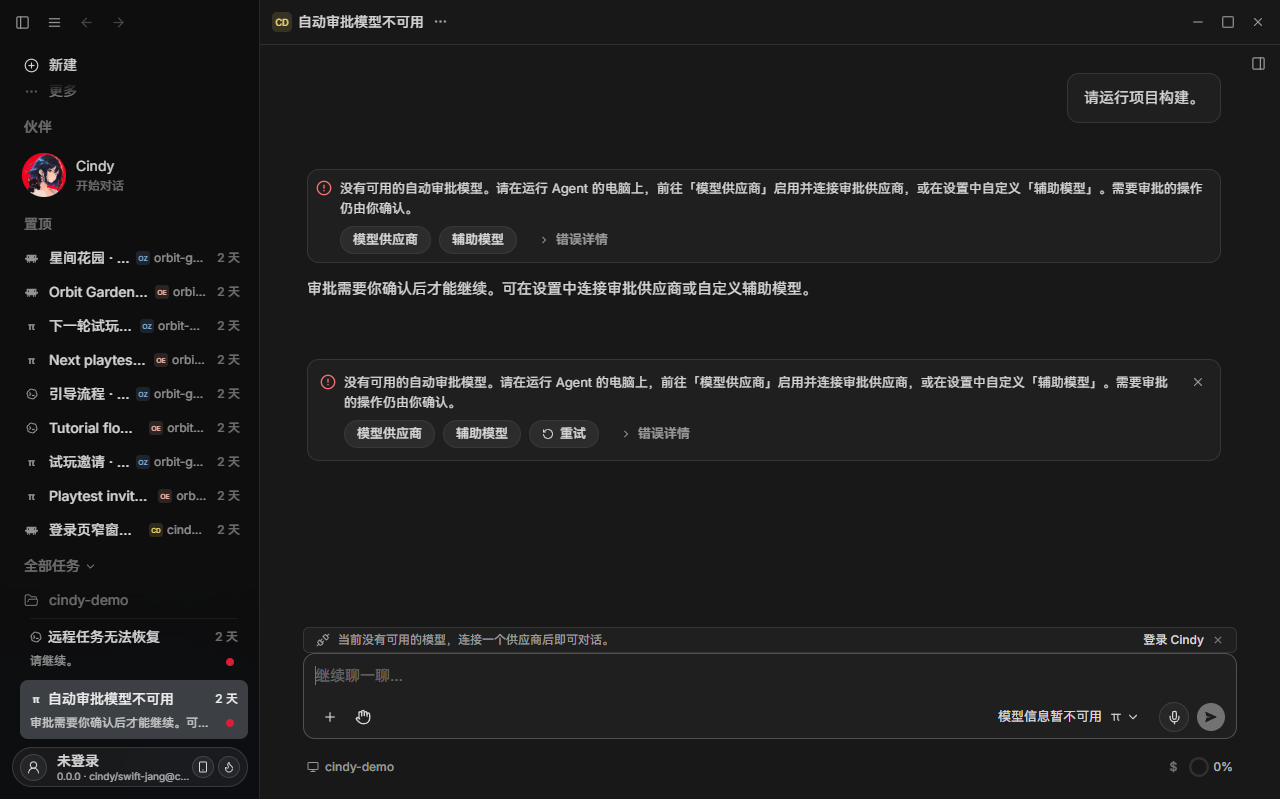 新建
更多
伙伴
Cindy
开始对话
置顶
星间花园 · ... OZ orbit-g... 2 天
Orbit Garden... OE orbi... 2 天
下一轮试玩... OZ orbit-... 2 天
Next playtes... OE orbi... 2 天
引导流程 · ... OZ orbit-g... 2 天
Tutorial flo... OE orbit... 2 天
试玩邀请 · ... OZ orbit-g... 2 天
Playtest invit... OE orb... 2 天
登录页窄窗... CD cind... 2 天
全部任务
cindy-demo
远程任务无法恢复 2 天
请继续。
π 自动审批模型不可用 2 天
审批需要你确认后才能继续。可...
未登录
0.0.0 · cindy/swift-jang@c...
CD 自动审批模型不可用 ···
请运行项目构建。
没有可用的自动审批模型。请在运行 Agent 的电脑上，前往「模型供应商」启用并连接审批供应商，或在设置中自定义「辅助模型」。需要审批的操作
仍由你确认。
模型供应商 辅助模型 › 错误详情
审批需要你确认后才能继续。可在设置中连接审批供应商或自定义辅助模型。
没有可用的自动审批模型。请在运行 Agent 的电脑上，前往「模型供应商」启用并连接审批供应商，或在设置中自定义「辅助模型」。需要审批
的操作仍由你确认。
模型供应商 辅助模型 重试 › 错误详情
当前没有可用的模型，连接一个供应商后即可对话。 登录 Cindy
继续聊一聊...
模型信息暂不可用 π
cindy-demo $ 0%